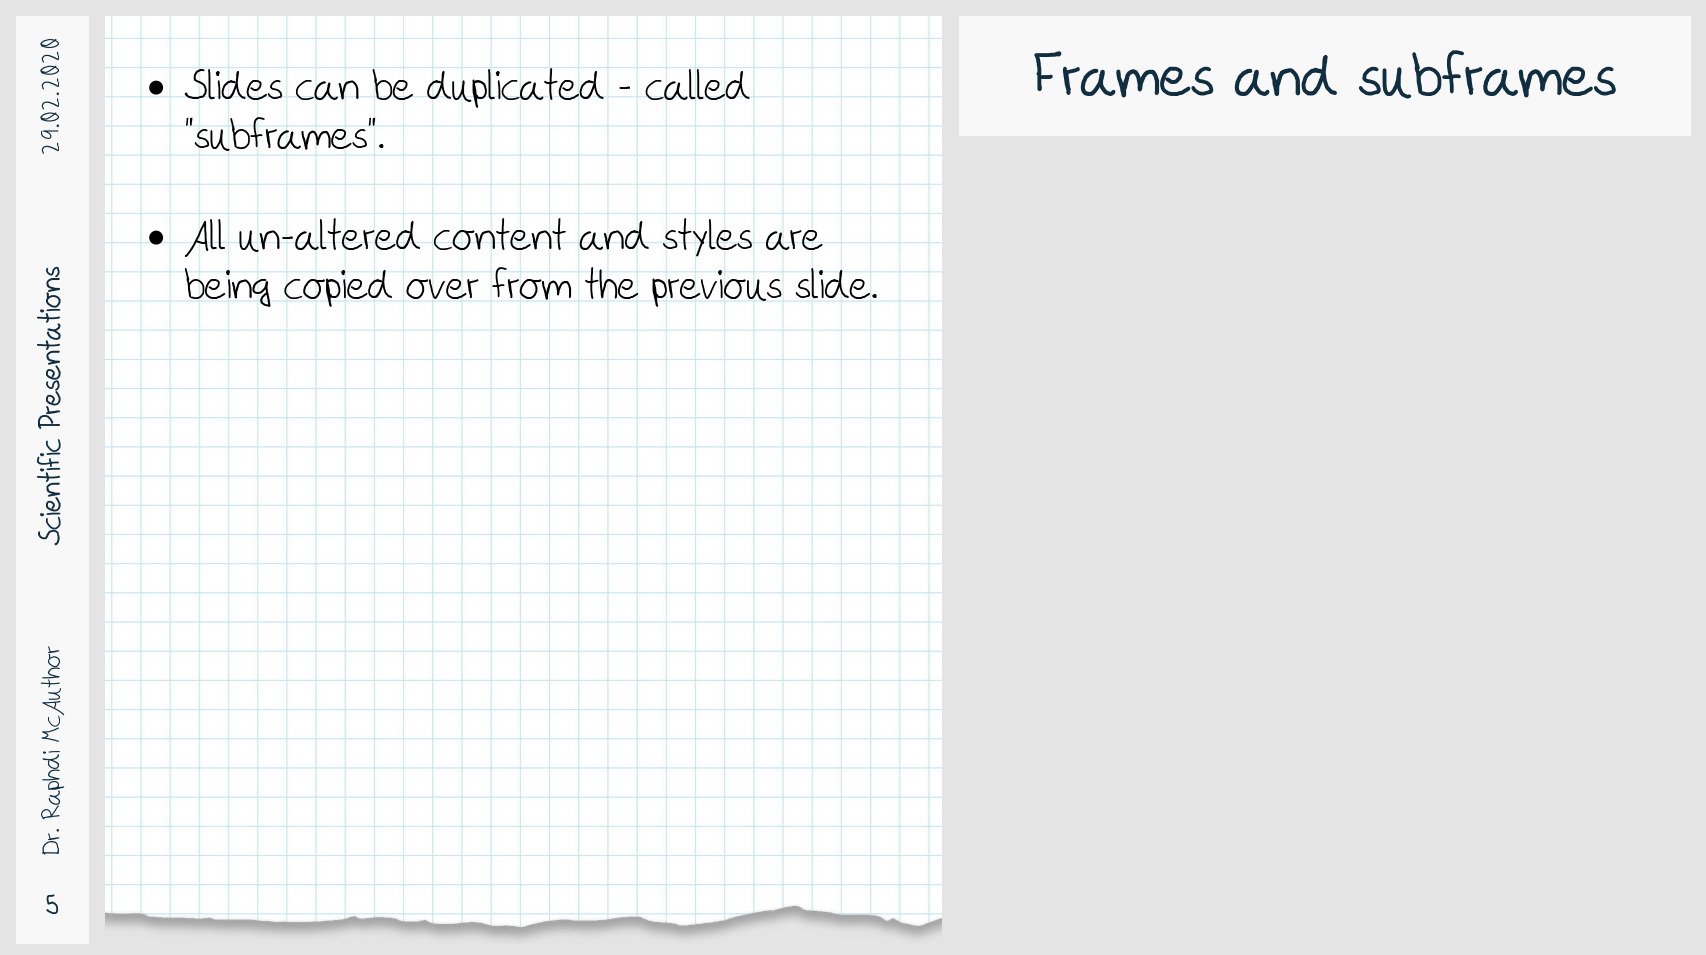 29.02.2020
Scientific Presentations
Dr. Raphdi McAuthor
5
• Slides can be duplicated - called
"subframes".
• All un-altered content and styles are
being copied over from the previous slide.
Frames and subframes